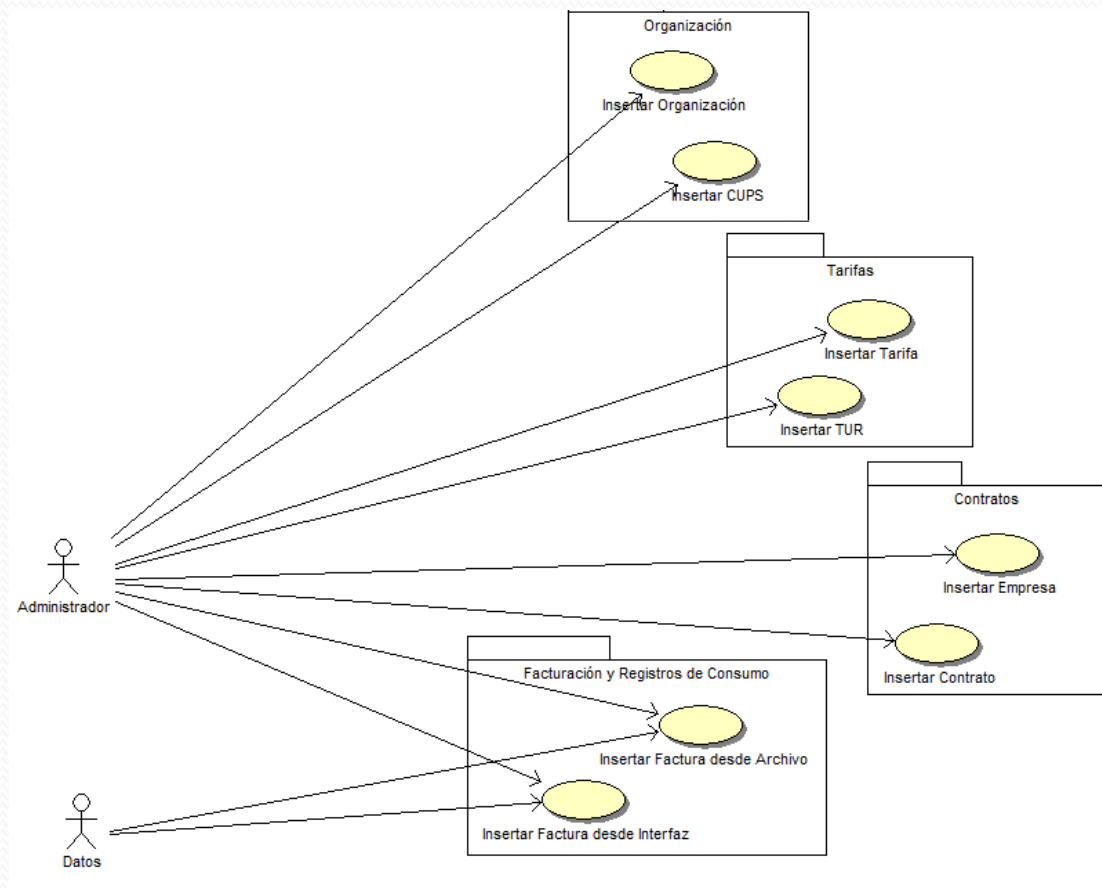 Organización
Insertar Organización
Insertar CUPS
Tarifas
Insertar Tarifa
Insertar TUR
Contratos
Insertar Empresa
Insertar Contrato
Administrador
Facturación y Registros de Consumo
Insertar Factura desde Archivo
Insertar Factura desde Interfaz
Datos